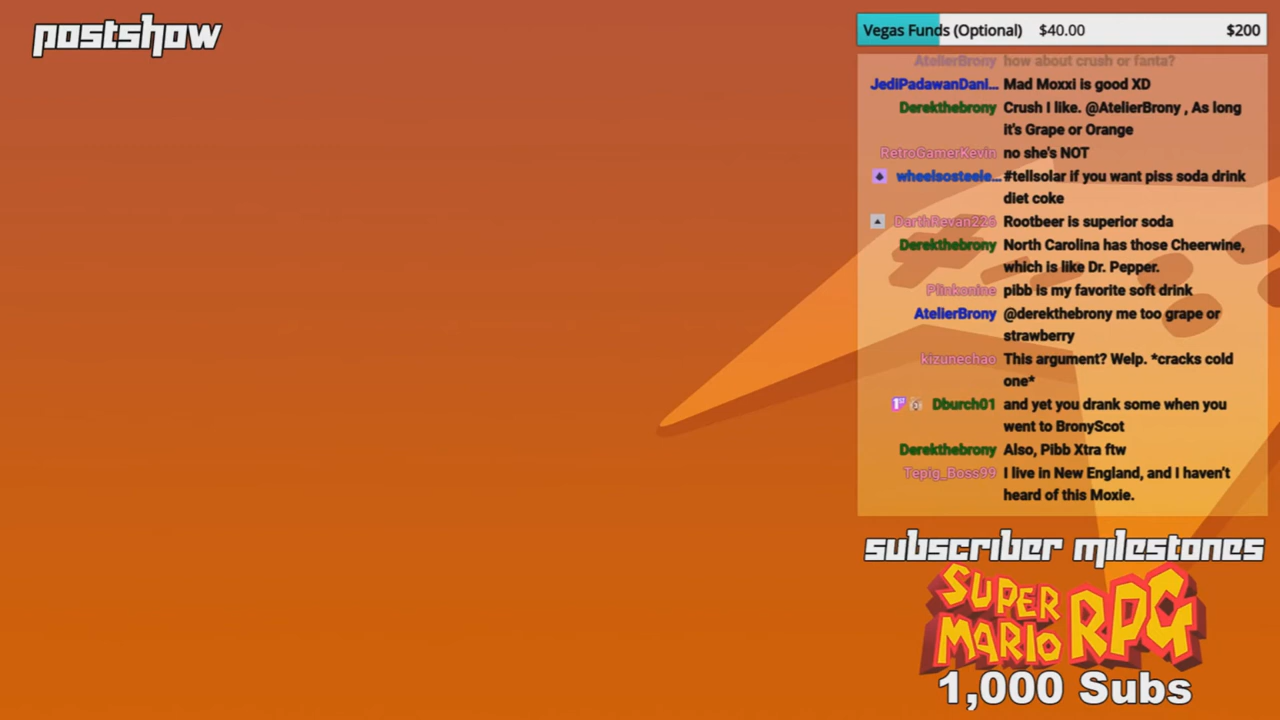 postshow
Vegas Funds (Optional) $40.00 $200
AtelierBrony how about crush or fanta?
JediPadawanDani... Mad Moxxi is good XD
Derekthebrony Crush I like. @AtelierBrony , As long
it's Grape or Orange
RetroGamerKevin no she's NOT
wheelsosteele... #tellsolar if you want piss soda drink
diet coke
DarthRevan226 Rootbeer is superior soda
Derekthebrony North Carolina has those Cheerwine,
which is like Dr. Pepper.
Plinkonine pibb is my favorite soft drink
AtelierBrony @derekthebrony me too grape or
strawberry
kizunechao This argument? Welp. *cracks cold
one*
1st Dburch01 and yet you drank some when you
went to BronyScot
Derekthebrony Also, Pibb Xtra ftw
Tepig_Boss99 I live in New England, and I haven't
heard of this Moxie.
subscriber milestones
SUPER
MARIO RPG
1,000 Subs